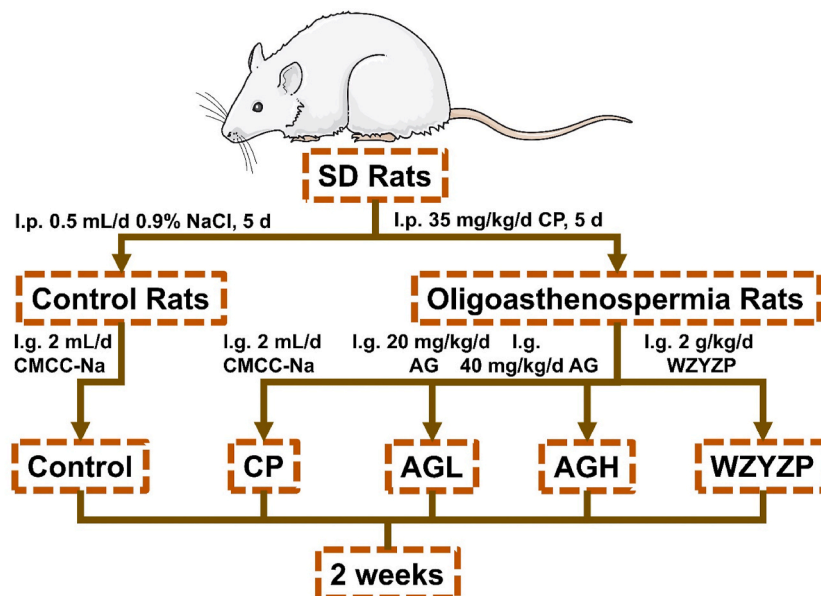 SD Rats
I.p. 0.5 mL/d 0.9% NaCl, 5 d
I.p. 35 mg/kg/d CP, 5 d
Control Rats
Oligoasthenospermia Rats
I.g. 2 mL/d
CMCC-Na
I.g. 2 mL/d
CMCC-Na
I.g. 20 mg/kg/d
AG
I.g.
40 mg/kg/d AG
I.g. 2 g/kg/d
WZYZP
Control
CP
AGL
AGH
WZYZP
2 weeks